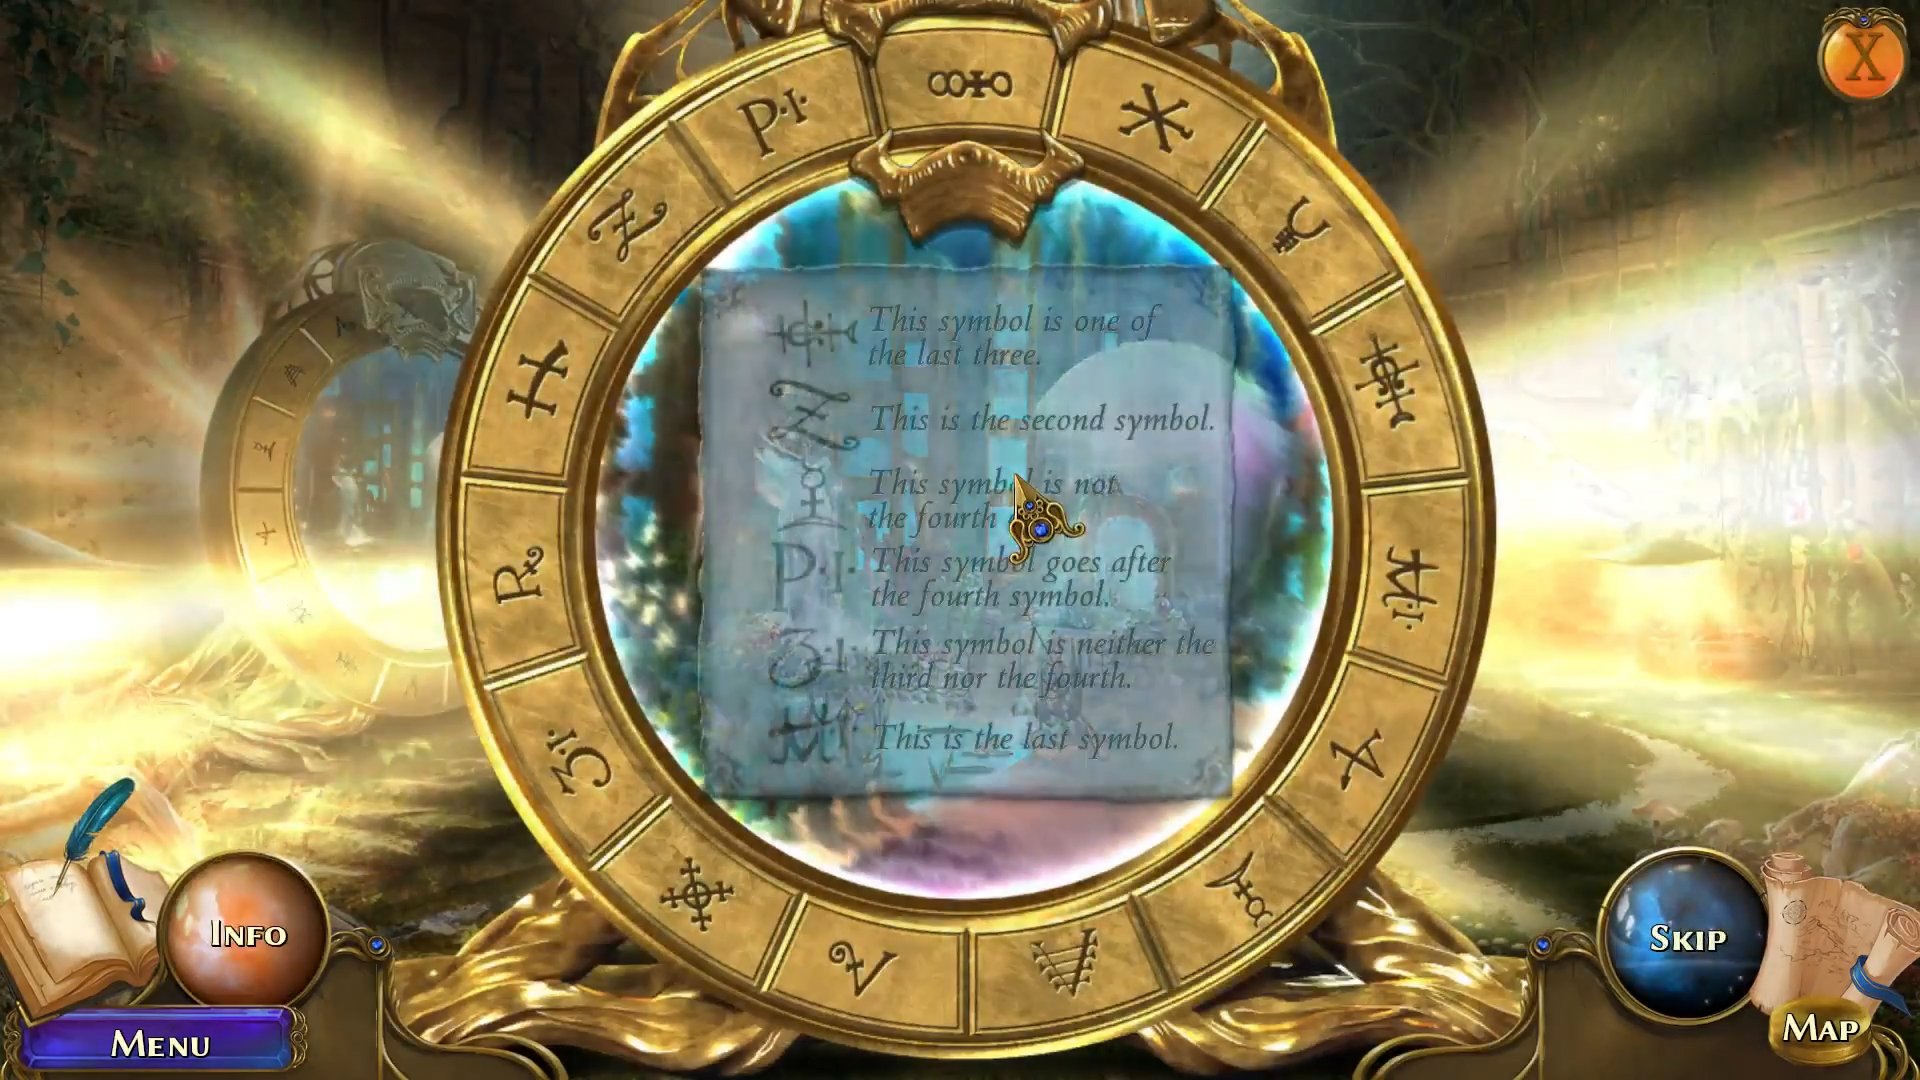 X
P·I
This symbol is one of
the last three.
This is the second symbol.
This symbol is not
the fourth
P·I·
This symbol goes after
the fourth symbol.
This symbol is neither the
third nor the fourth.
This is the last symbol.
INFO
MENU
SKIP
MAP